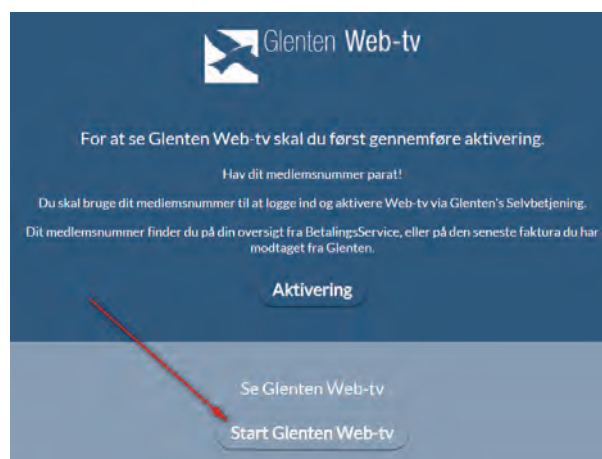 Glenten Web-tv
For at se Glenten Web-tv skal du først gennemføre aktivering.
Hav dit medlemsnummer parat!
Du skal bruge dit medlemsnummer til at logge ind og aktivere Web-tv via Glenten's Selvbetjening.
Dit medlemsnummer finder du på din oversigt fra BetalingsService, eller på den seneste faktura du har
modtaget fra Glenten.
Aktivering
Se Glenten Web-tv
Start Glenten Web-tv